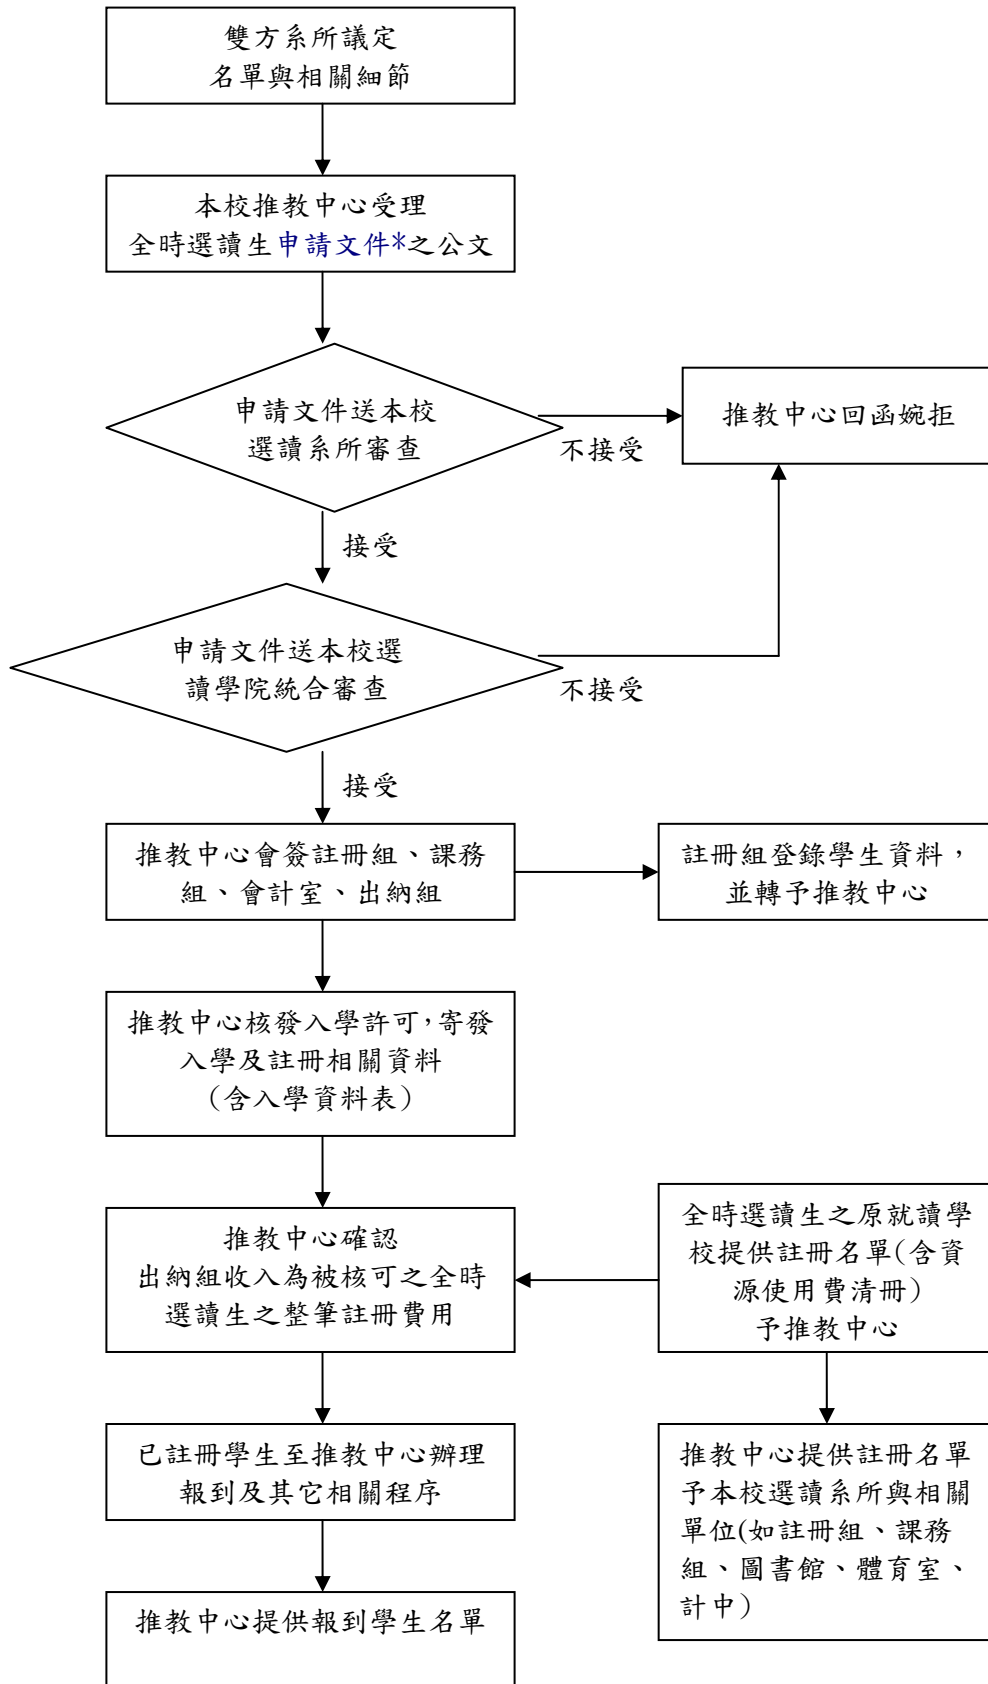 雙方系所議定
名單與相關細節
本校推教中心受理
全時選讀生申請文件*之公文
申請文件送本校
選讀系所審查
不接受
推教中心回函婉拒
接受
申請文件送本校選
讀學院統合審查
不接受
接受
推教中心會簽註冊組、課務
組、會計室、出納組
註冊組登錄學生資料，
並轉予推教中心
推教中心核發入學許可，寄發
入學及註冊相關資料
（含入學資料表）
推教中心確認
出納組收入為被核可之全時
選讀生之整筆註冊費用
全時選讀生之原就讀學
校提供註冊名單(含資
源使用費清冊）
予推教中心
已註冊學生至推教中心辦理
報到及其它相關程序
推教中心提供註冊名單
予本校選讀系所與相關
單位(如註冊組、課務
組、圖書館、體育室、
計中）
推教中心提供報到學生名單